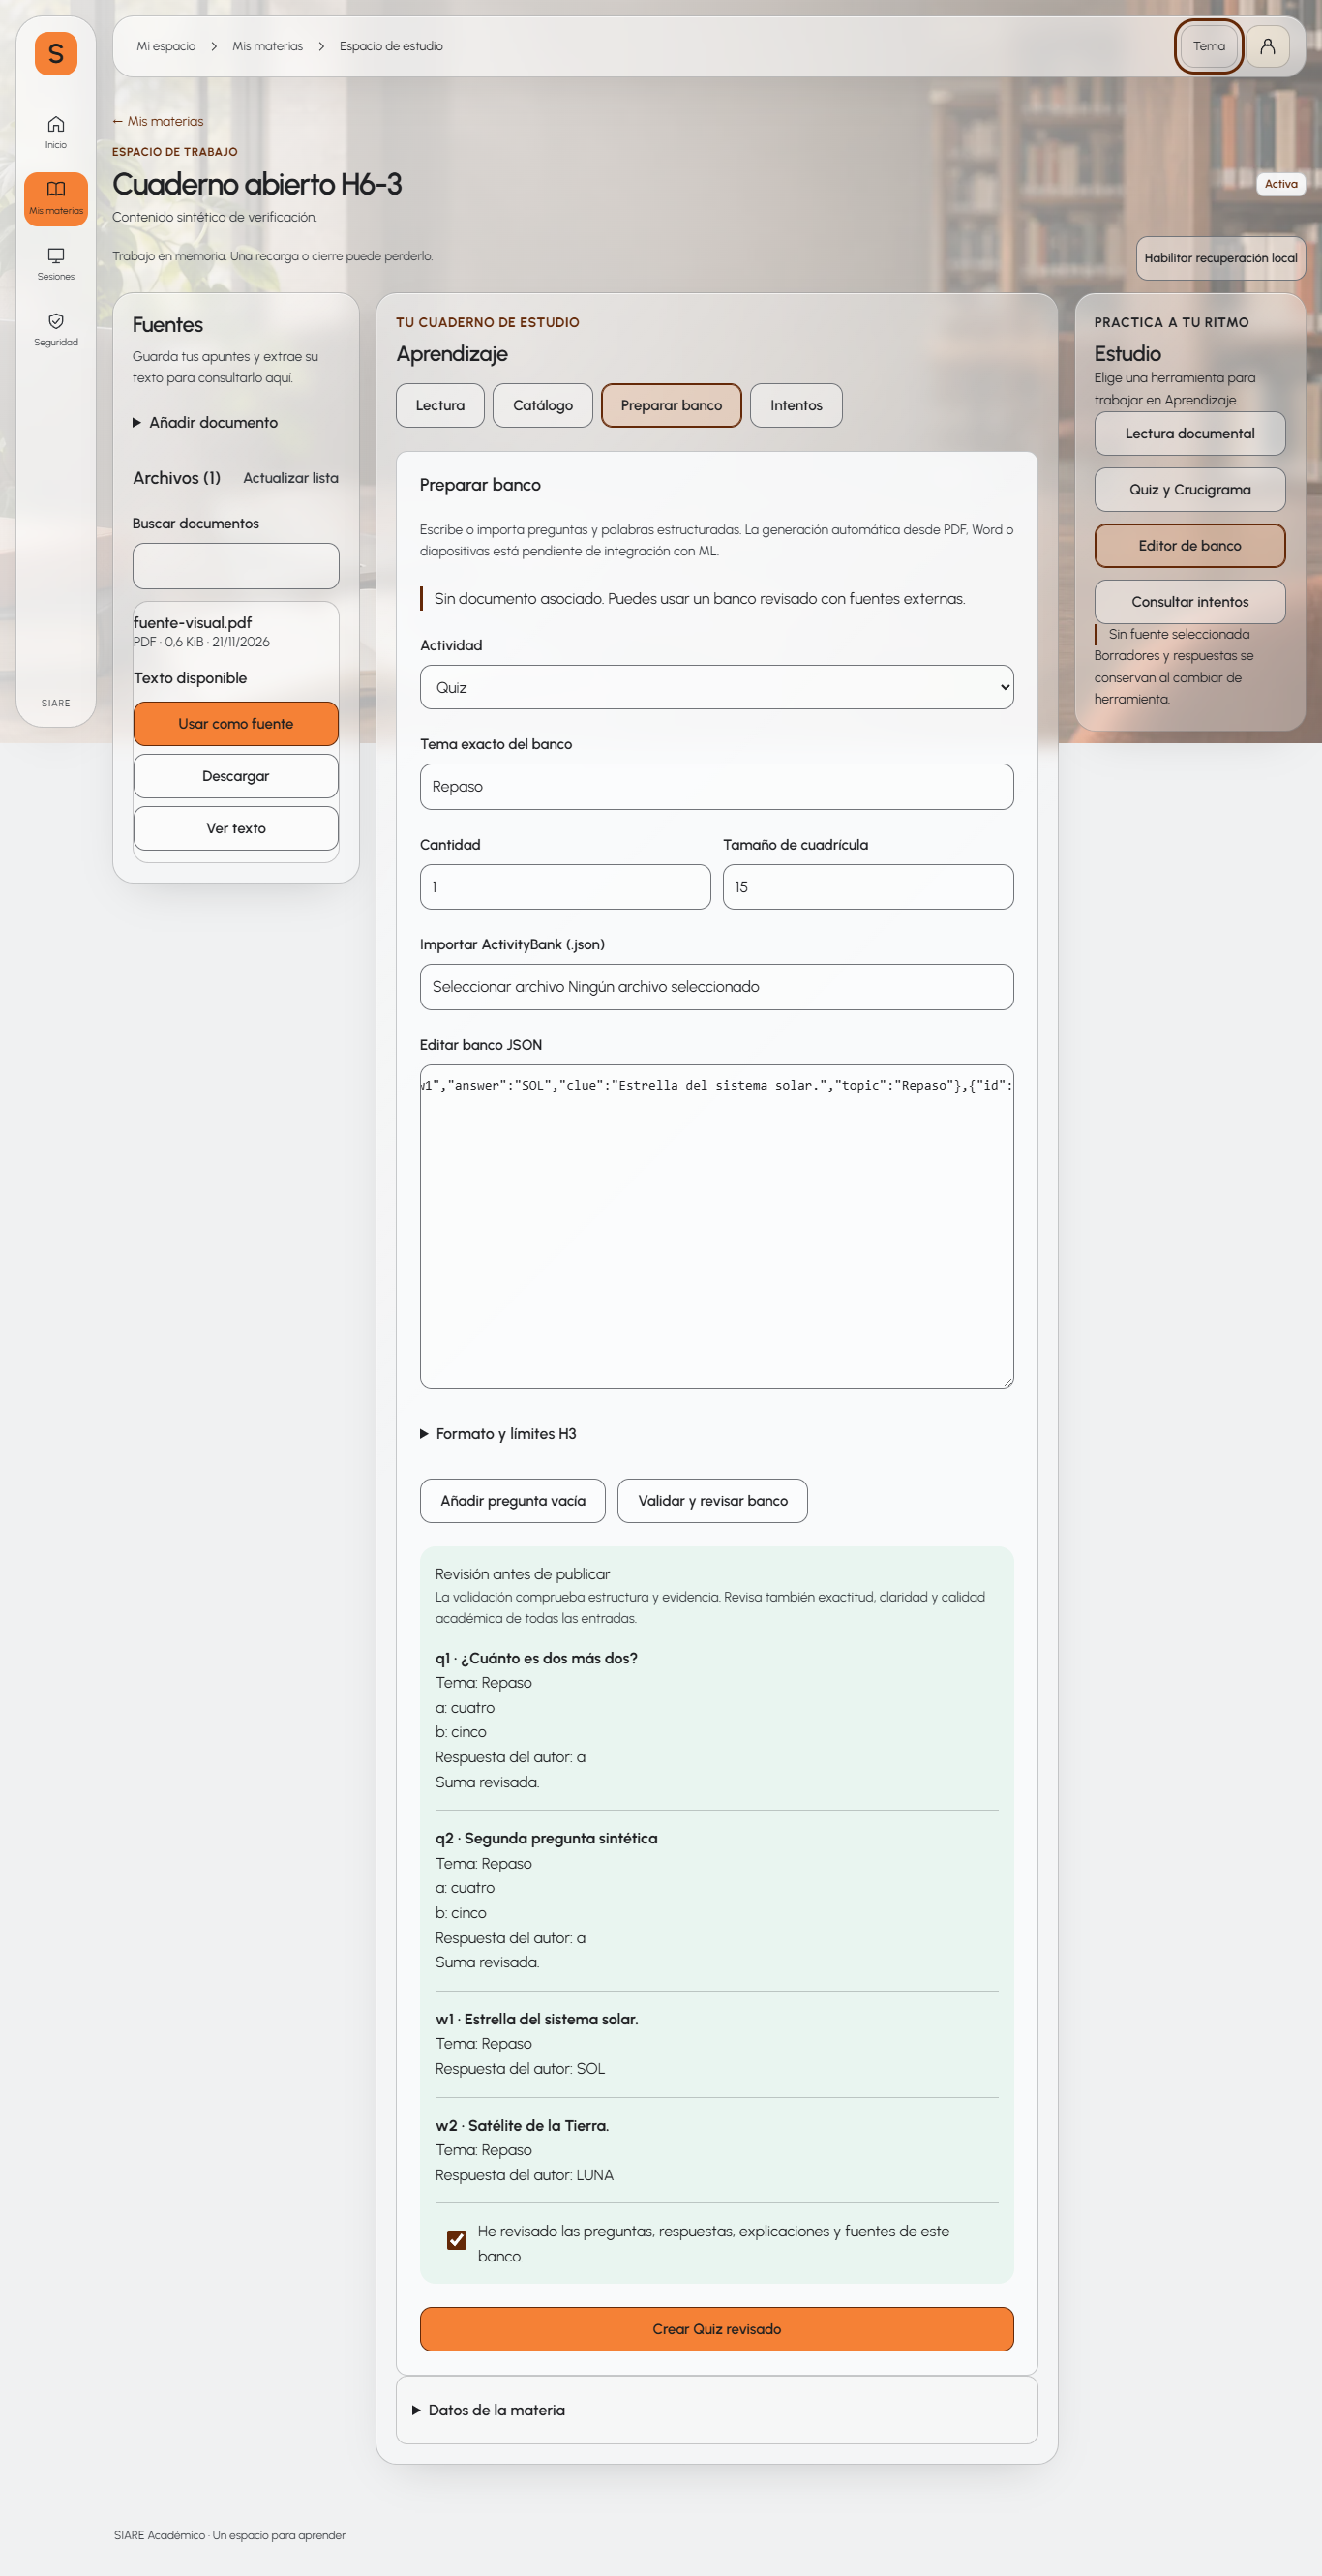 S
Inicio
Mis materias
Sesiones
Seguridad
SIARE
Mi espacio > Mis materias > Espacio de estudio
Tema
← Mis materias
ESPACIO DE TRABAJO
Cuaderno abierto H6-3
Activa
Contenido sintético de verificación.
Trabajo en memoria. Una recarga o cierre puede perderlo.
Habilitar recuperación local
Fuentes
Guarda tus apuntes y extrae su
texto para consultarlo aquí.
Añadir documento
Archivos (1)
Actualizar lista
Buscar documentos
fuente-visual.pdf
PDF · 0,6 KiB · 21/11/2026
Texto disponible
Usar como fuente
Descargar
Ver texto
TU CUADERNO DE ESTUDIO
Aprendizaje
Lectura
Catálogo
Preparar banco
Intentos
Preparar banco
Escribe o importa preguntas y palabras estructuradas. La generación automática desde PDF, Word o
diapositivas está pendiente de integración con ML.
Sin documento asociado. Puedes usar un banco revisado con fuentes externas.
Actividad
Quiz
Tema exacto del banco
Repaso
Cantidad
Tamaño de cuadrícula
1
15
Importar ActivityBank (.json)
Seleccionar archivo Ningún archivo seleccionado
Editar banco JSON
w1","answer":"SOL","clue":"Estrella del sistema solar.","topic":"Repaso"},{"id":
Formato y límites H3
Añadir pregunta vacía
Validar y revisar banco
Revisión antes de publicar
La validación comprueba estructura y evidencia. Revisa también exactitud, claridad y calidad
académica de todas las entradas.
q1 · ¿Cuánto es dos más dos?
Tema: Repaso
a: cuatro
b: cinco
Respuesta del autor: a
Suma revisada.
q2 · Segunda pregunta sintética
Tema: Repaso
a: cuatro
b: cinco
Respuesta del autor: a
Suma revisada.
w1 · Estrella del sistema solar.
Tema: Repaso
Respuesta del autor: SOL
w2 · Satélite de la Tierra.
Tema: Repaso
Respuesta del autor: LUNA
He revisado las preguntas, respuestas, explicaciones y fuentes de este
banco.
Crear Quiz revisado
Datos de la materia
PRACTICA A TU RITMO
Estudio
Elige una herramienta para
trabajar en Aprendizaje.
Lectura documental
Quiz y Crucigrama
Editor de banco
Consultar intentos
Sin fuente seleccionada
Borradores y respuestas se
conservan al cambiar de
herramienta.
SIARE Académico · Un espacio para aprender